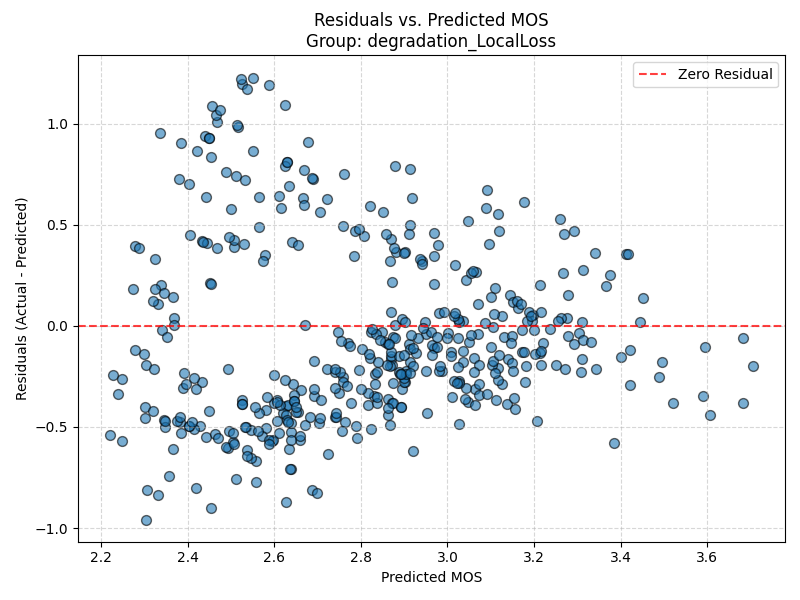 Residuals vs. Predicted MOS
Group: degradation_LocalLoss
Zero Residual
Residuals (Actual - Predicted)
1.0
0.5
0.0
−0.5
−1.0
2.2 2.4 2.6 2.8 3.0 3.2 3.4 3.6
Predicted MOS